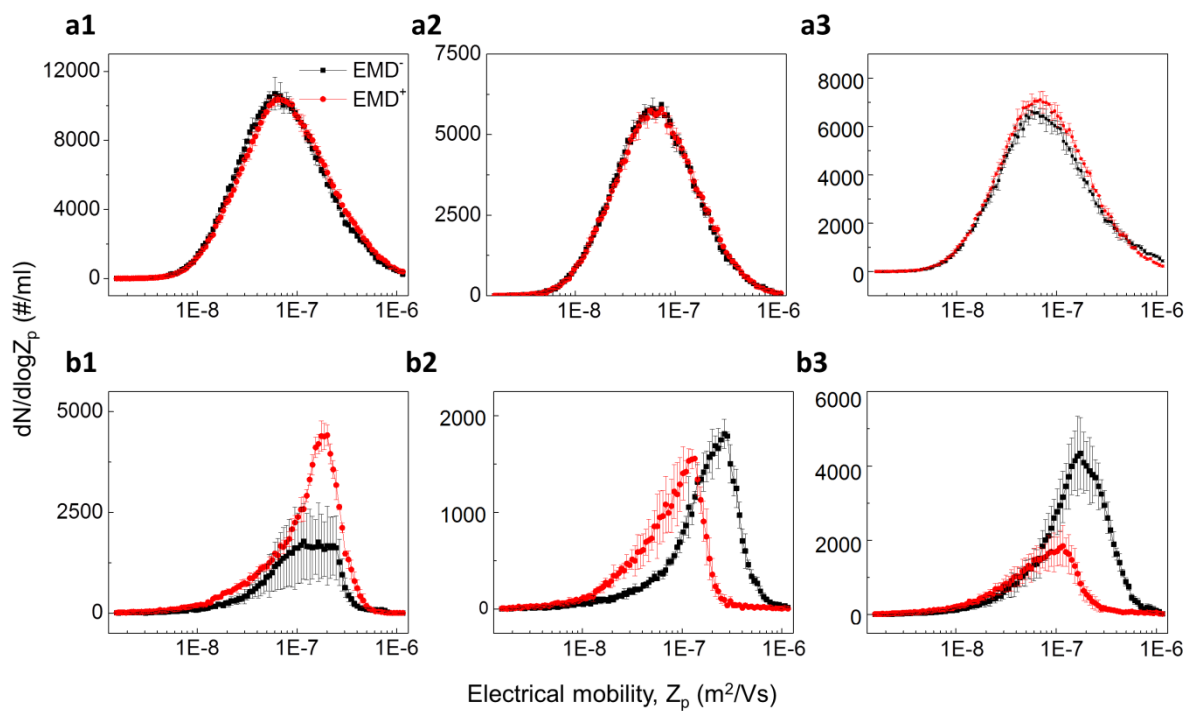 a1
a2
a3
12000
8000
4000
0
EMD⁻
EMD⁺
1E-8
1E-7
1E-6
7500
5000
2500
0
1E-8
1E-7
1E-6
8000
6000
4000
2000
0
1E-8
1E-7
1E-6
dN/dlogZₚ (#/ml)
b1
b2
b3
5000
2500
0
1E-8
1E-7
1E-6
2000
1000
0
1E-8
1E-7
1E-6
6000
4000
2000
0
1E-8
1E-7
1E-6
Electrical mobility, Zₚ (m²/Vs)